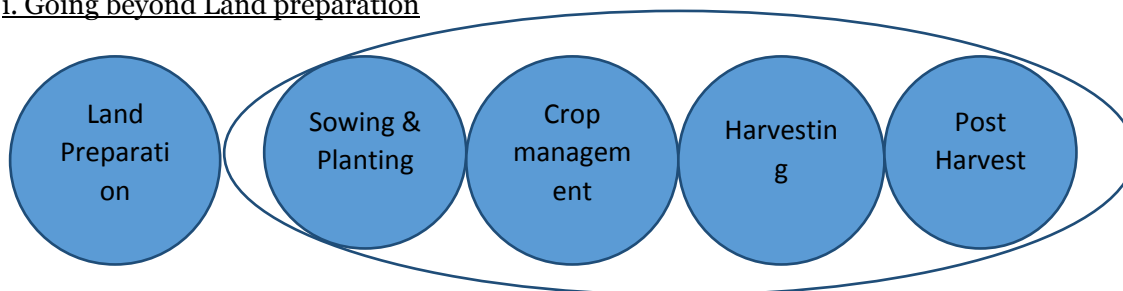 i. Going beyond Land preparation
Land
Preparati
on
Sowing &
Planting
Crop
managem
ent
Harvestin
g
Post
Harvest